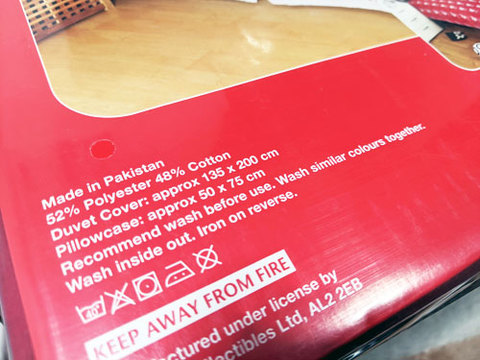 Made in Pakistan
52% Polyester 48% Cotton
Duvet Cover: approx 135 x 200 cm
Pillowcase: approx 50 x 75 cm
Recommend wash before use. Wash similar colours together.
Wash inside out. Iron on reverse.
KEEP AWAY FROM FIRE
under license by
Ltd, AL2 2EB